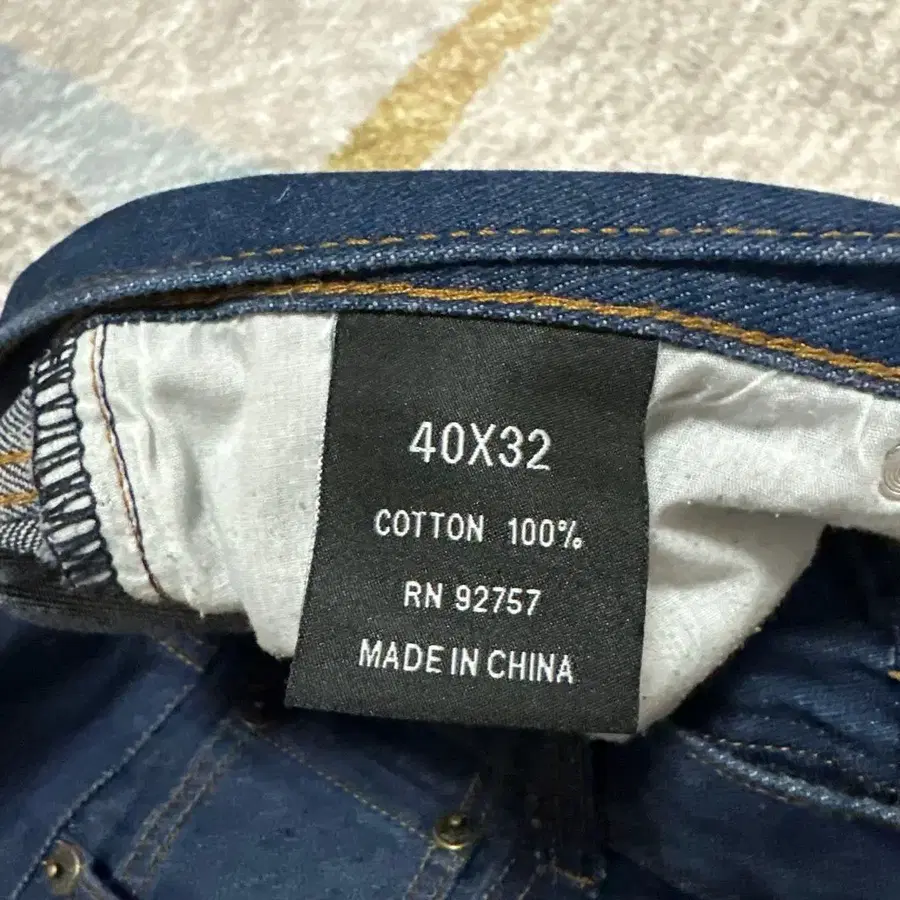 40X32
COTTON 100%
RN 92757
MADE IN CHINA